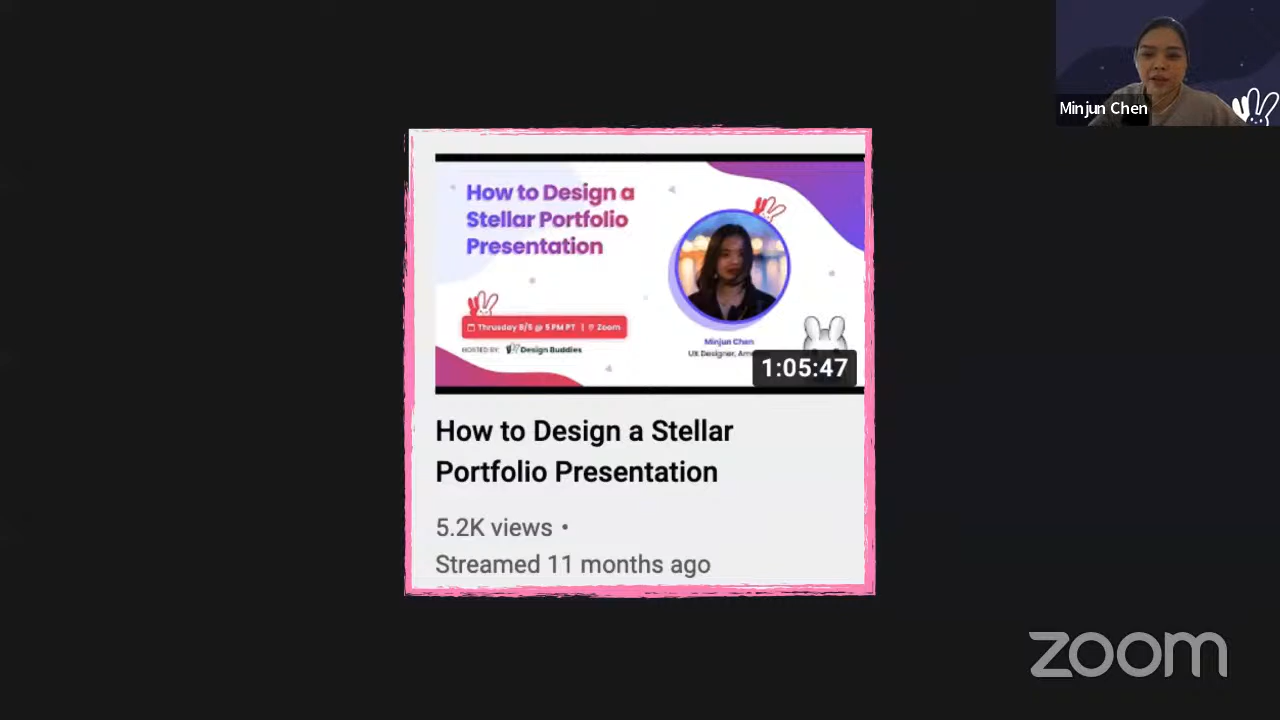 Minjun Chen
How to Design a
Stellar Portfolio
Presentation
Thrusday 8/5 @ 5 PM PT | Zoom
HOSTED BY: Design Buddies
Minjun Chen
UX Designer,
1:05:47
How to Design a Stellar
Portfolio Presentation
5.2K views •
Streamed 11 months ago
zoom